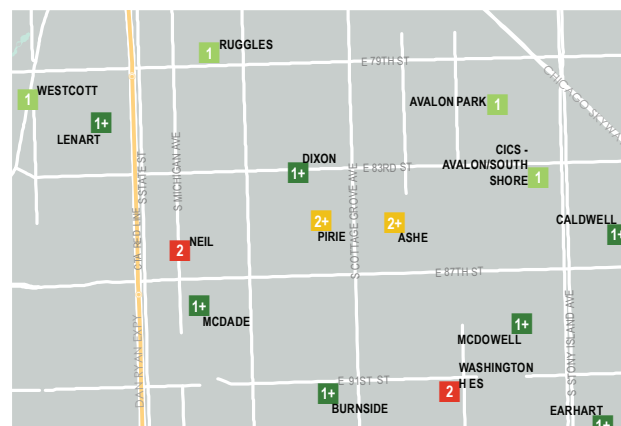 RUGGLES
1
E 79TH ST
CHICAGO SKYWAY
WESTCOTT
1
AVALON PARK
1
1+
LENART
DIXON
1+
E 83RD ST
CICS -
AVALON/SOUTH
SHORE
1
CTA RED LINE
S STATE ST
S MICHIGAN AVE
S COTTAGE GROVE AVE
2+
PIRIE
2+
ASHE
CALDWELL
1+
NEIL
2
E 87TH ST
1+
MCDADE
1+
MCDOWELL
DAN RYAN EXPY
S STONY ISLAND AVE
WASHINGTON
H ES
2
E 91ST ST
1+
BURNSIDE
EARHART
1+